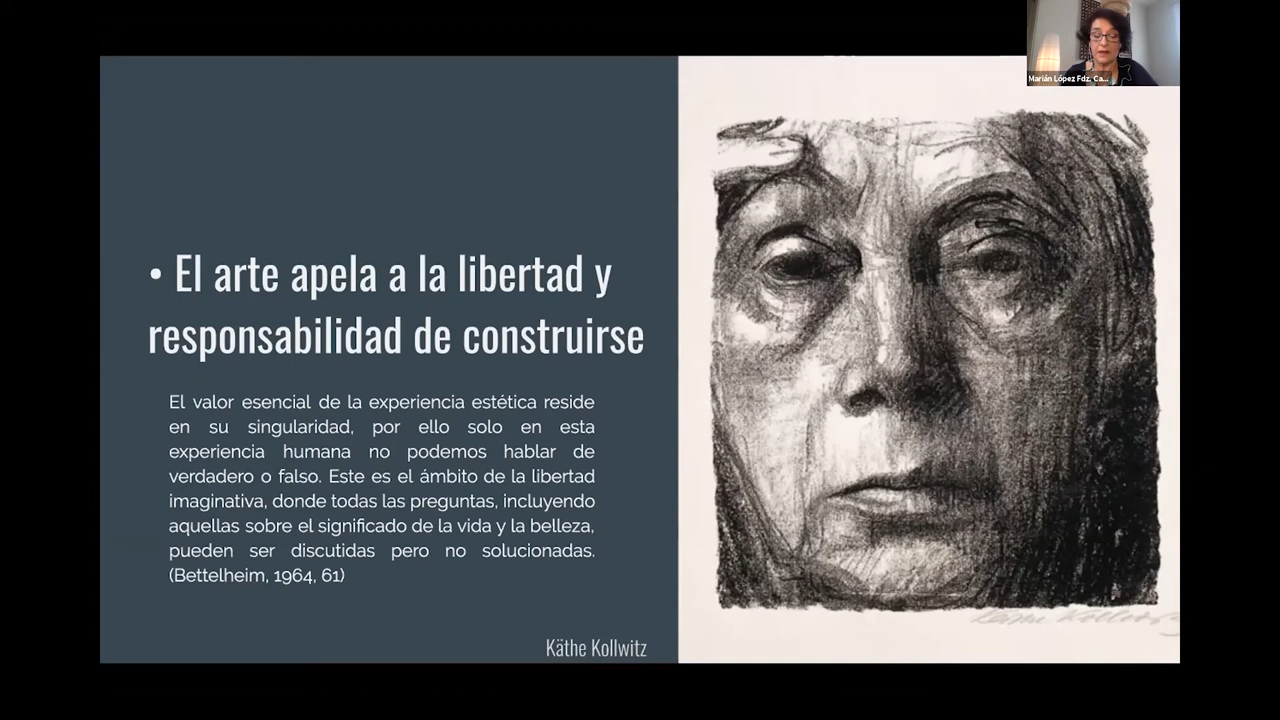 Marián López Fdz. Ca...
• El arte apela a la libertad y
responsabilidad de construirse
El valor esencial de la experiencia estética reside
en su singularidad, por ello solo en esta
experiencia humana no podemos hablar de
verdadero o falso. Este es el ámbito de la libertad
imaginativa, donde todas las preguntas, incluyendo
aquellas sobre el significado de la vida y la belleza,
pueden ser discutidas pero no solucionadas.
(Bettelheim, 1964, 61)
Käthe Kollwitz
Käthe Kollwitz